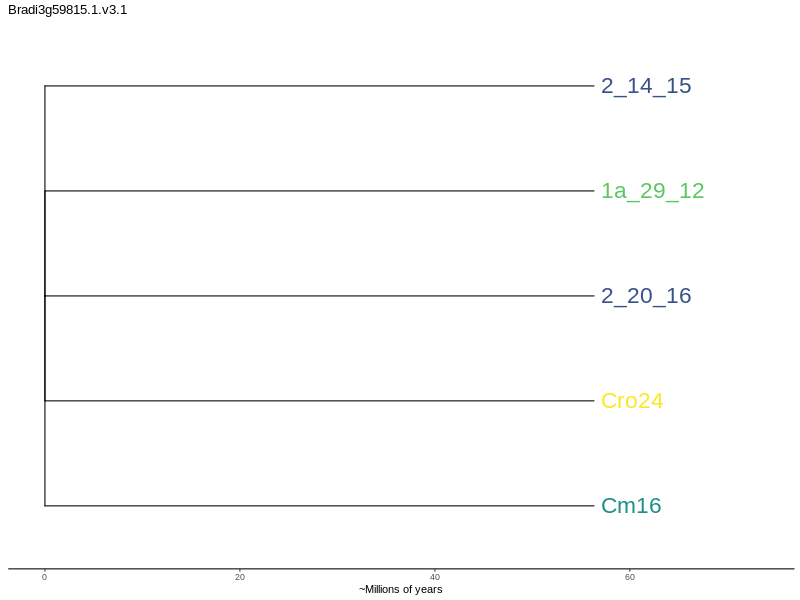 Bradi3g59815.1.v3.1
2_14_15
1a_29_12
2_20_16
Cro24
Cm16
0 20 40 60
~Millions of years